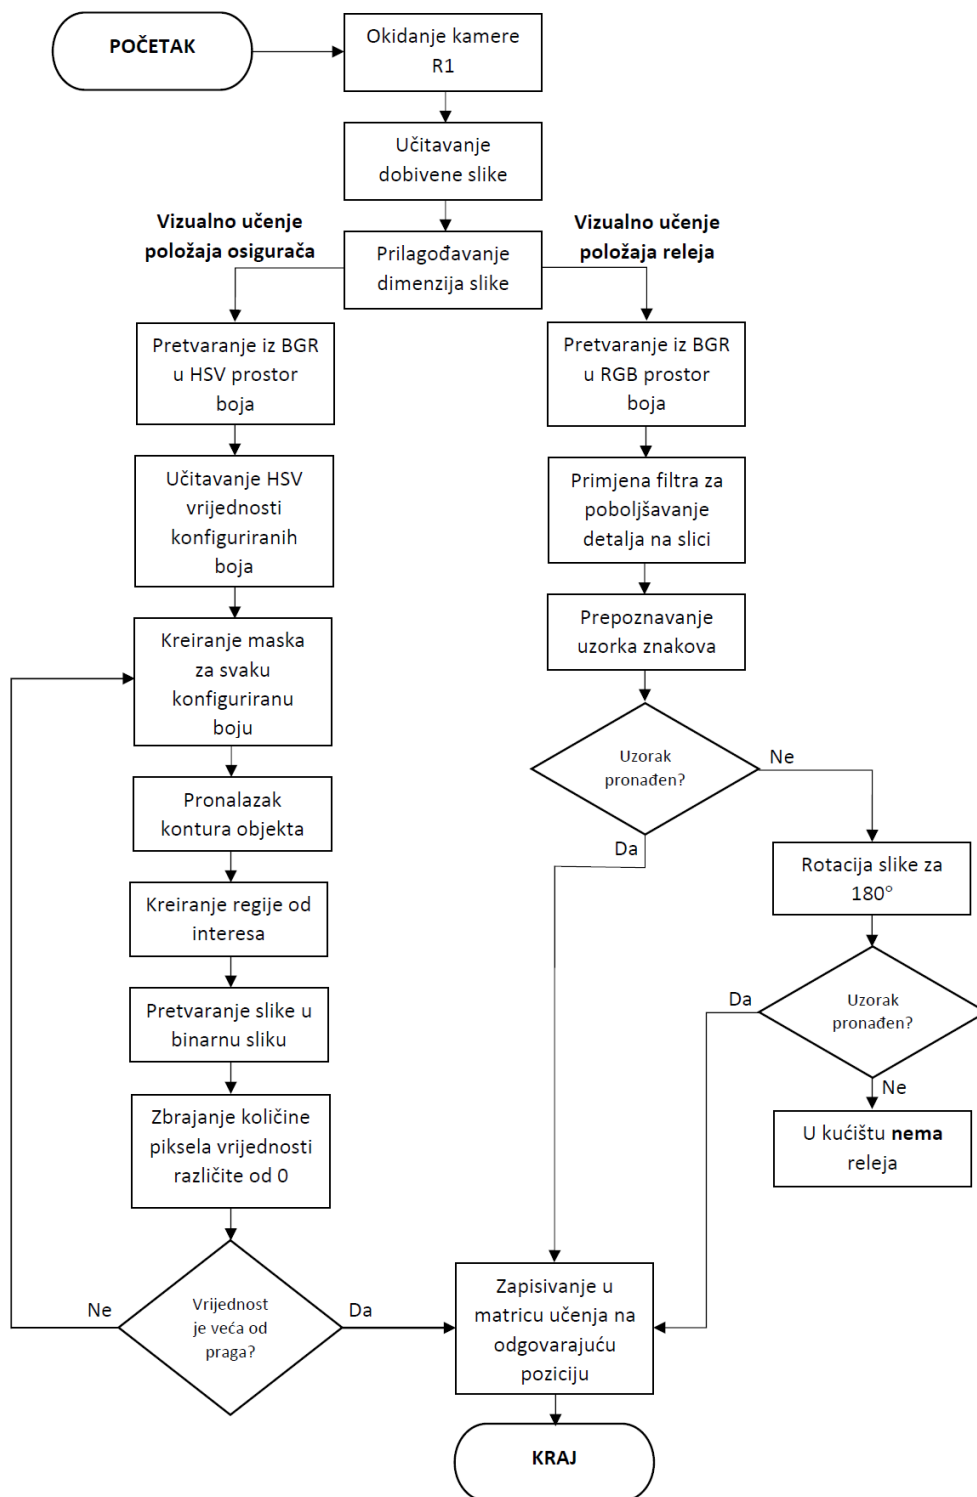 POČETAK
Okidanje kamere
R1
Učitavanje
dobivene slike
Vizualno učenje
položaja osigurača
Vizualno učenje
položaja releja
Prilagođavanje
dimenzija slike
Pretvaranje iz BGR
u HSV prostor
boja
Učitavanje HSV
vrijednosti
konfiguriranih
boja
Kreiranje maska
za svaku
konfiguriranu
boju
Pronalazak
kontura objekta
Kreiranje regije od
interesa
Pretvaranje slike u
binarnu sliku
Zbrajanje količine
piksela vrijednosti
različite od 0
Vrijednost
je veća od
praga?
Ne
Da
Pretvaranje iz BGR
u RGB prostor
boja
Primjena filtra za
poboljšavanje
detalja na slici
Prepoznavanje
uzorka znakova
Uzorak
pronađen?
Ne
Da
Rotacija slike za
180°
Uzorak
pronađen?
Da
Ne
U kućištu nema
releja
Zapisivanje u
matricu učenja na
odgovarajuću
poziciju
KRAJ